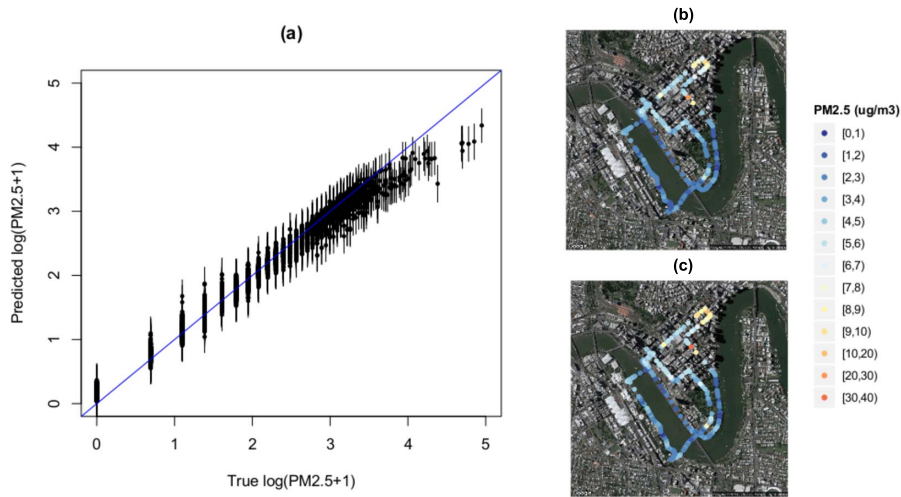 (a)
5
4
3
2
1
0
Predicted log(PM2.5+1)
0 1 2 3 4 5
True log(PM2.5+1)
(b)
Google
(c)
Google
PM2.5 (ug/m3)
[0,1)
[1,2)
[2,3)
[3,4)
[4,5)
[5,6)
[6,7)
[7,8)
[8,9)
[9,10)
[10,20)
[20,30)
[30,40)